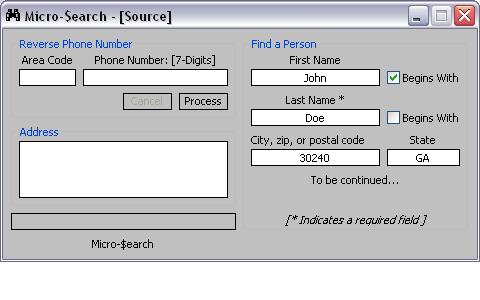 Micro-$earch - [Source]
Reverse Phone Number
Area Code
Phone Number: [7-Digits]
Cancel
Process
Address
Micro-$earch
Find a Person
First Name
John
Begins With
Last Name *
Doe
Begins With
City, zip, or postal code
State
30240
GA
To be continued...
[* Indicates a required field ]